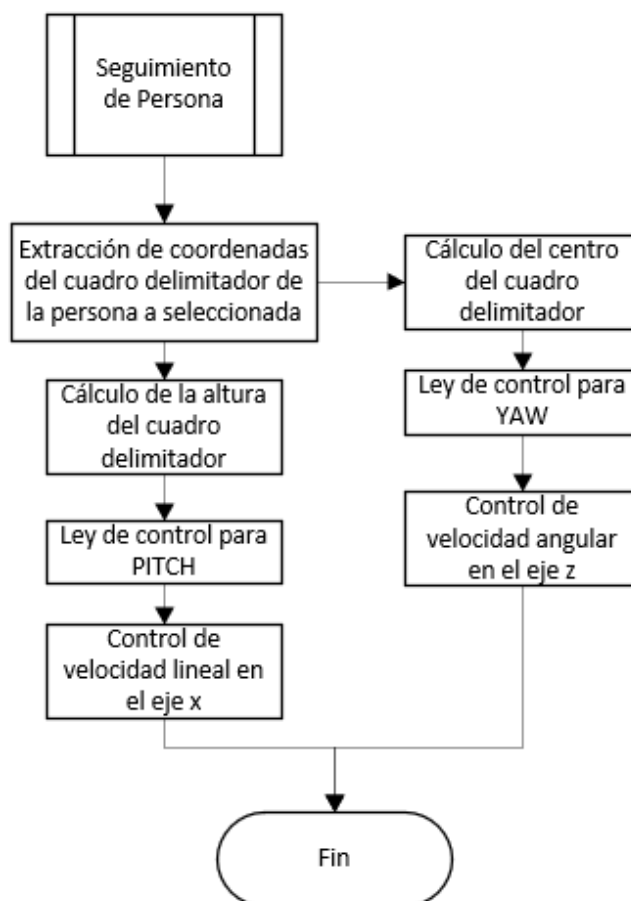 Seguimiento
de Persona
Extracción de coordenadas
del cuadro delimitador de
la persona a seleccionada
Cálculo del centro
del cuadro
delimitador
Cálculo de la altura
del cuadro
delimitador
Ley de control para
YAW
Ley de control para
PITCH
Control de
velocidad angular
en el eje z
Control de
velocidad lineal en
el eje x
Fin